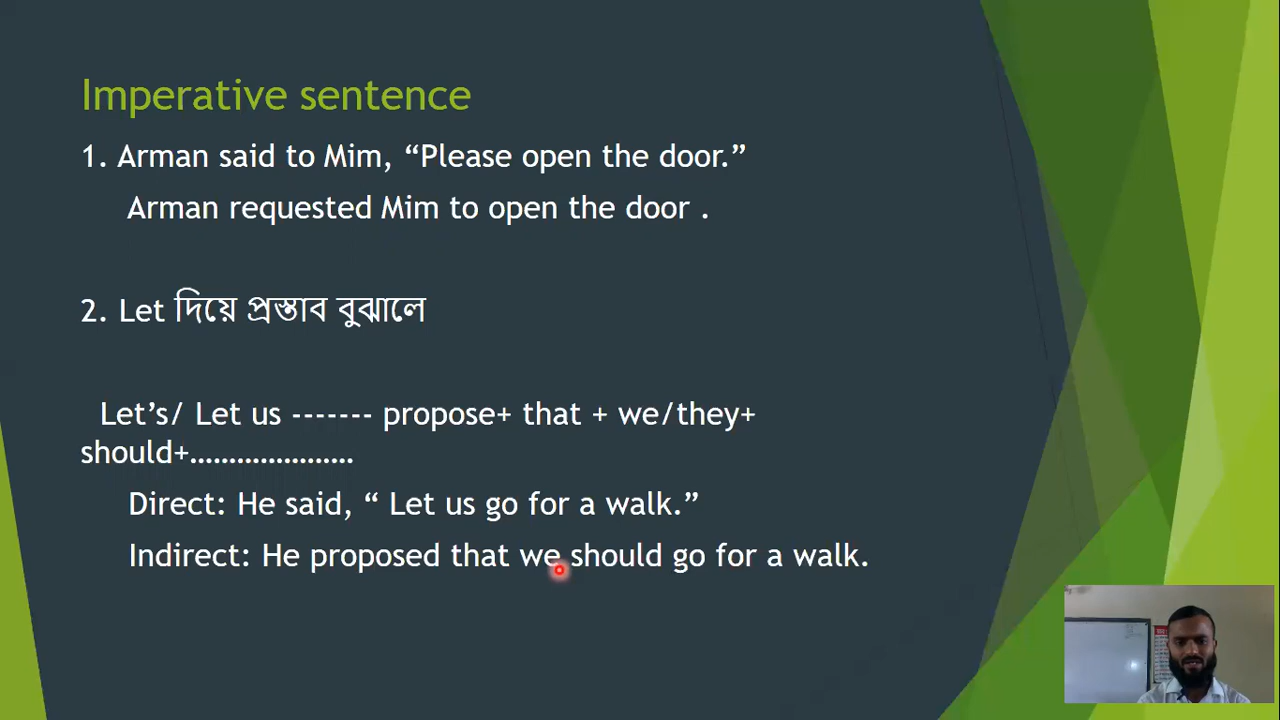 Imperative sentence
1. Arman said to Mim, “Please open the door.”
Arman requested Mim to open the door .
2. Let দিয়ে প্রস্তাব বুঝালে
Let’s/ Let us ------- propose+ that + we/they+
should+…………………
Direct: He said, “ Let us go for a walk.”
Indirect: He proposed that we should go for a walk.